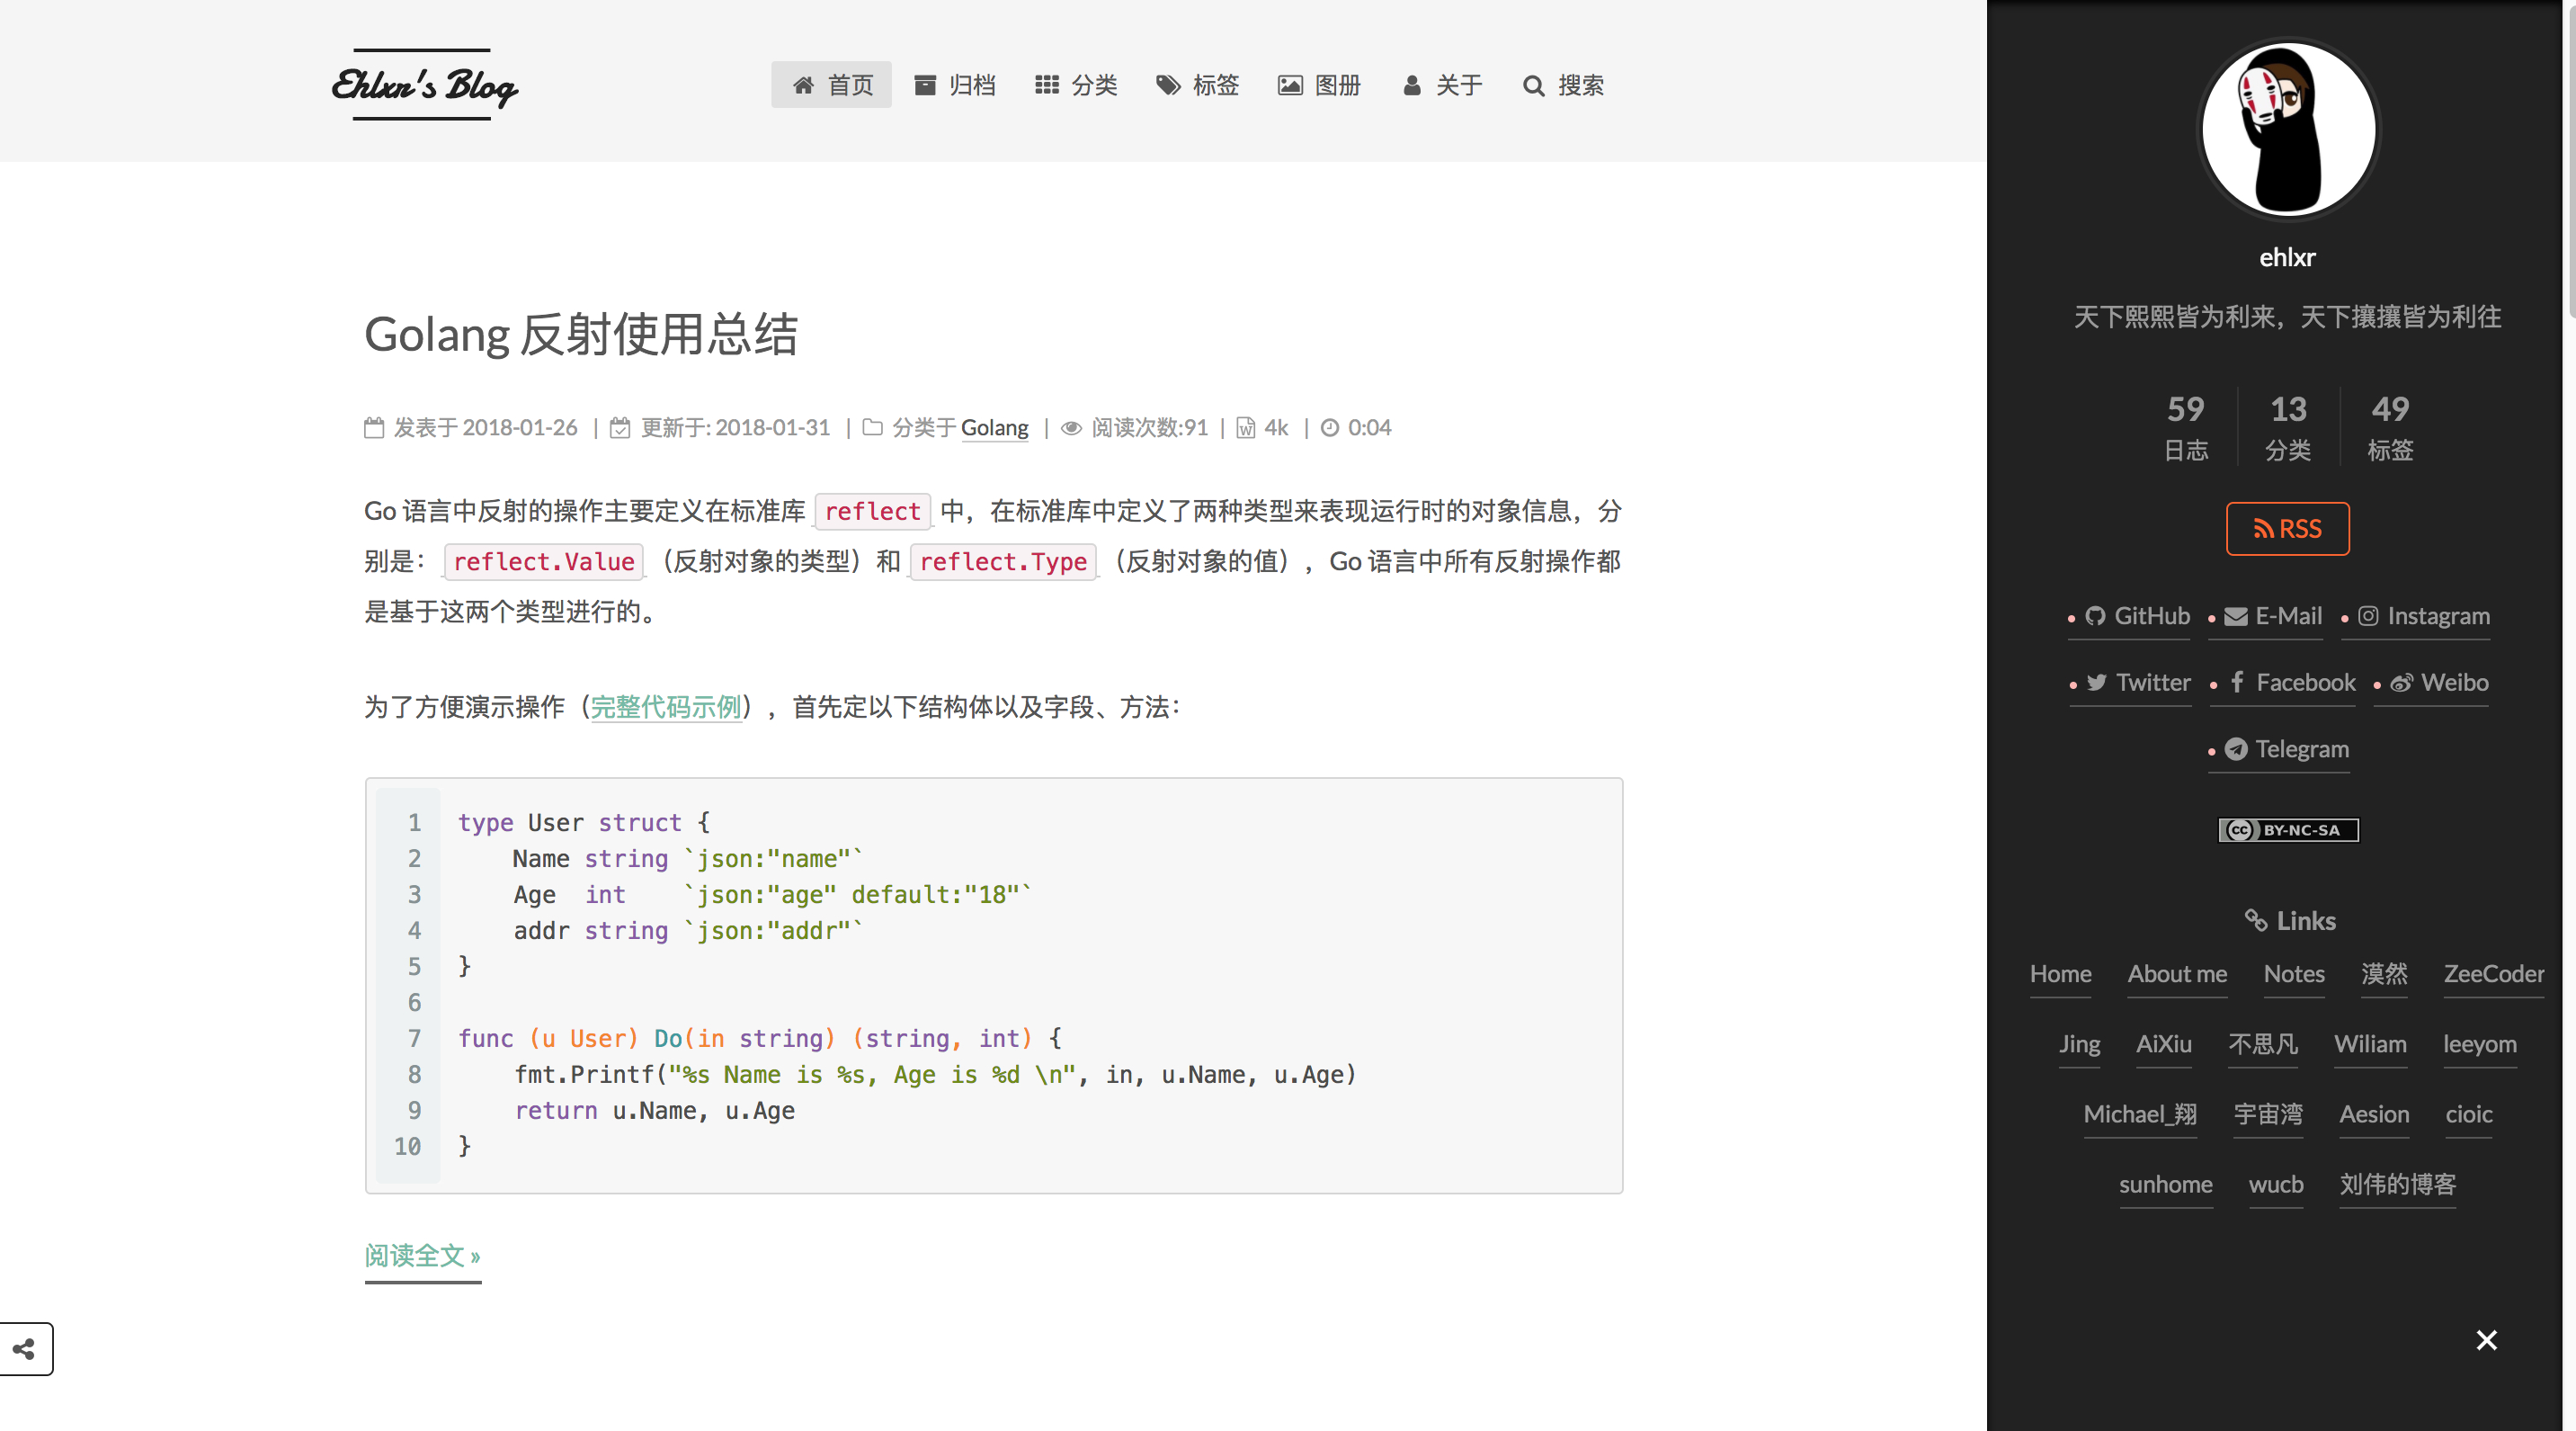 Ehlxr's Blog
首页 归档 分类 标签 图册 关于 搜索
Golang 反射使用总结
发表于 2018-01-26 | 更新于: 2018-01-31 | 分类于 Golang | 阅读次数:91 | 4k | 0:04
Go 语言中反射的操作主要定义在标准库 reflect 中，在标准库中定义了两种类型来表现运行时的对象信息，分
别是： reflect.Value （反射对象的类型）和 reflect.Type （反射对象的值），Go 语言中所有反射操作都
是基于这两个类型进行的。
为了方便演示操作（完整代码示例），首先定以下结构体以及字段、方法：
1 type User struct {
2     Name string `json:"name"`
3     Age  int    `json:"age" default:"18"`
4     addr string `json:"addr"`
5 }
6
7 func (u User) Do(in string) (string, int) {
8     fmt.Printf("%s Name is %s, Age is %d \n", in, u.Name, u.Age)
9     return u.Name, u.Age
10 }
阅读全文 »
ehlxr
天下熙熙皆为利来，天下攘攘皆为利往
59 13 49
日志 分类 标签
RSS
GitHub E-Mail Instagram
Twitter Facebook Weibo
Telegram
cc BY-NC-SA
Links
Home About me Notes 漠然 ZeeCoder
Jing AiXiu 不思凡 Wiliam leeyom
Michael_翔 宇宙湾 Aesion cioic
sunhome wucb 刘伟的博客